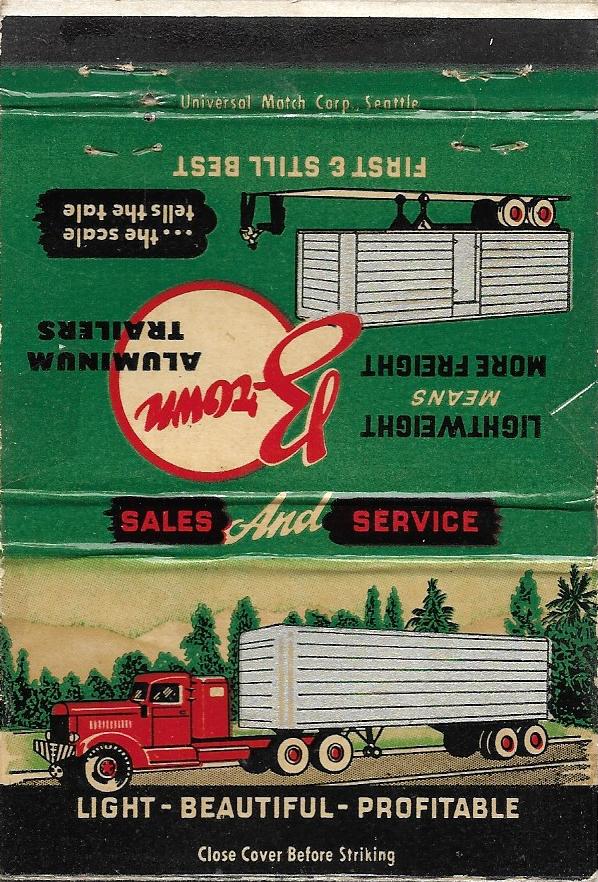 Universal Match Corp., Seattle
LIGHTWEIGHT
MEANS
MORE FREIGHT
Brown
ALUMINUM
TRAILERS
...the scale
tells the tale
FIRST & STILL BEST
SALES And SERVICE
LIGHT - BEAUTIFUL - PROFITABLE
Close Cover Before Striking